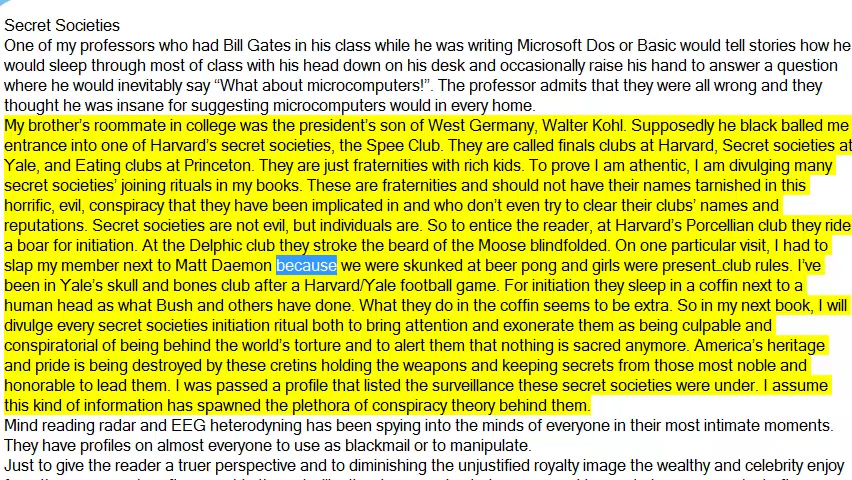 Secret Societies
One of my professors who had Bill Gates in his class while he was writing Microsoft Dos or Basic would tell stories how he
would sleep through most of class with his head down on his desk and occasionally raise his hand to answer a question
where he would inevitably say “What about microcomputers!”. The professor admits that they were all wrong and they
thought he was insane for suggesting microcomputers would in every home.
My brother’s roommate in college was the president’s son of West Germany, Walter Kohl. Supposedly he black balled me
entrance into one of Harvard’s secret societies, the Spee Club. They are called finals clubs at Harvard, Secret societies at
Yale, and Eating clubs at Princeton. They are just fraternities with rich kids. To prove I am athentic, I am divulging many
secret societies’ joining rituals in my books. These are fraternities and should not have their names tarnished in this
horrific, evil, conspiracy that they have been implicated in and who don’t even try to clear their clubs’ names and
reputations. Secret societies are not evil, but individuals are. So to entice the reader, at Harvard’s Porcellian club they ride
a boar for initiation. At the Delphic club they stroke the beard of the Moose blindfolded. On one particular visit, I had to
slap my member next to Matt Daemon because we were skunked at beer pong and girls were present..club rules. I’ve
been in Yale’s skull and bones club after a Harvard/Yale football game. For initiation they sleep in a coffin next to a
human head as what Bush and others have done. What they do in the coffin seems to be extra. So in my next book, I will
divulge every secret societies initiation ritual both to bring attention and exonerate them as being culpable and
conspiratorial of being behind the world’s torture and to alert them that nothing is sacred anymore. America’s heritage
and pride is being destroyed by these cretins holding the weapons and keeping secrets from those most noble and
honorable to lead them. I was passed a profile that listed the surveillance these secret societies were under. I assume
this kind of information has spawned the plethora of conspiracy theory behind them.
Mind reading radar and EEG heterodyning has been spying into the minds of everyone in their most intimate moments.
They have profiles on almost everyone to use as blackmail or to manipulate.
Just to give the reader a truer perspective and to diminishing the unjustified royalty image the wealthy and celebrity enjoy